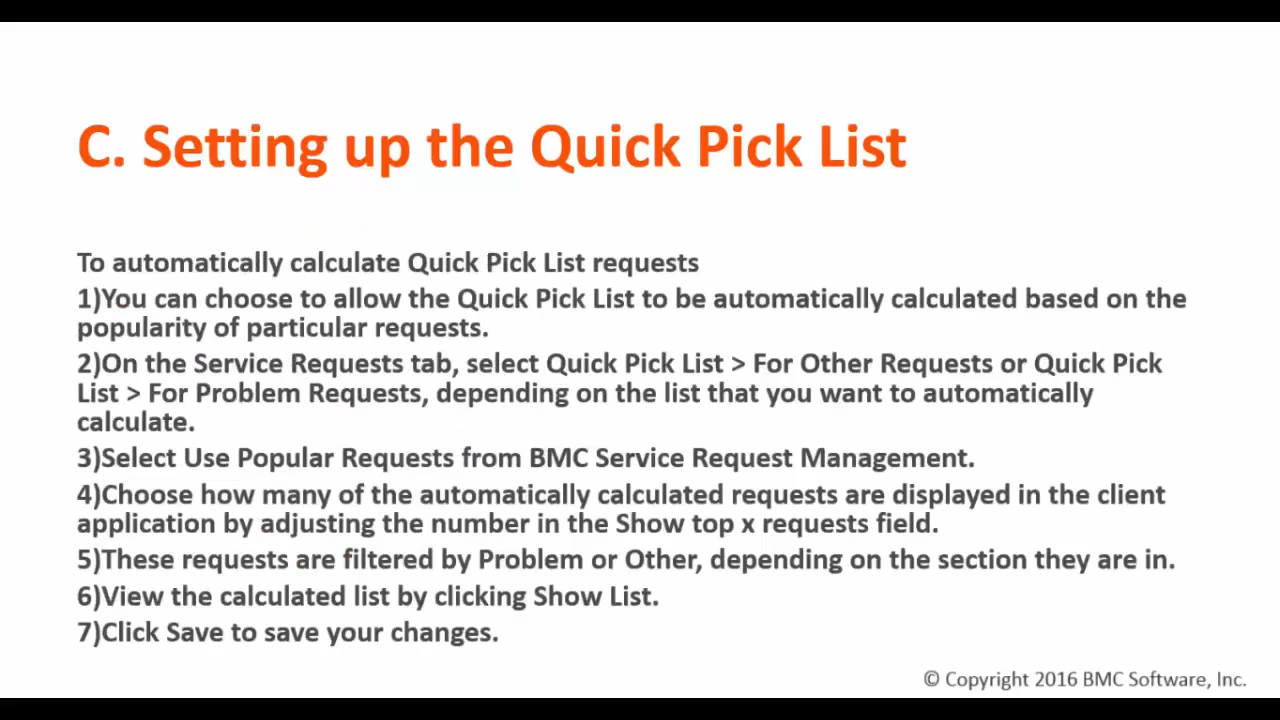 C. Setting up the Quick Pick List
To automatically calculate Quick Pick List requests
1)You can choose to allow the Quick Pick List to be automatically calculated based on the
popularity of particular requests.
2)On the Service Requests tab, select Quick Pick List > For Other Requests or Quick Pick
List > For Problem Requests, depending on the list that you want to automatically
calculate.
3)Select Use Popular Requests from BMC Service Request Management.
4)Choose how many of the automatically calculated requests are displayed in the client
application by adjusting the number in the Show top x requests field.
5)These requests are filtered by Problem or Other, depending on the section they are in.
6)View the calculated list by clicking Show List.
7)Click Save to save your changes.
© Copyright 2016 BMC Software, Inc.